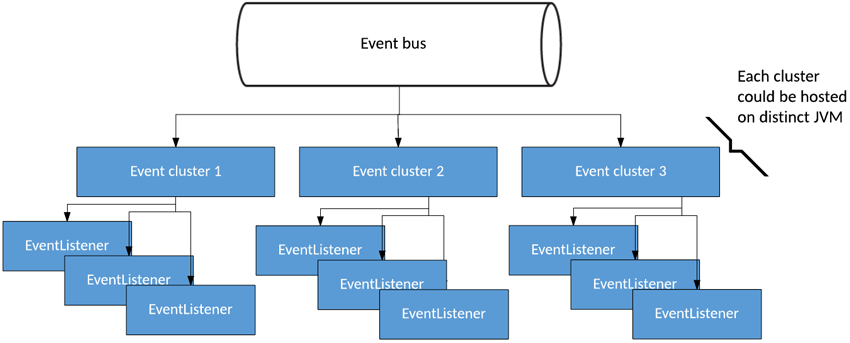 Event bus
Each cluster
could be hosted
on distinct JVM
Event cluster 1
Event cluster 2
Event cluster 3
EventListener
EventListener
EventListener
EventListener
EventListener
EventListener
EventListener
EventListener
EventListener